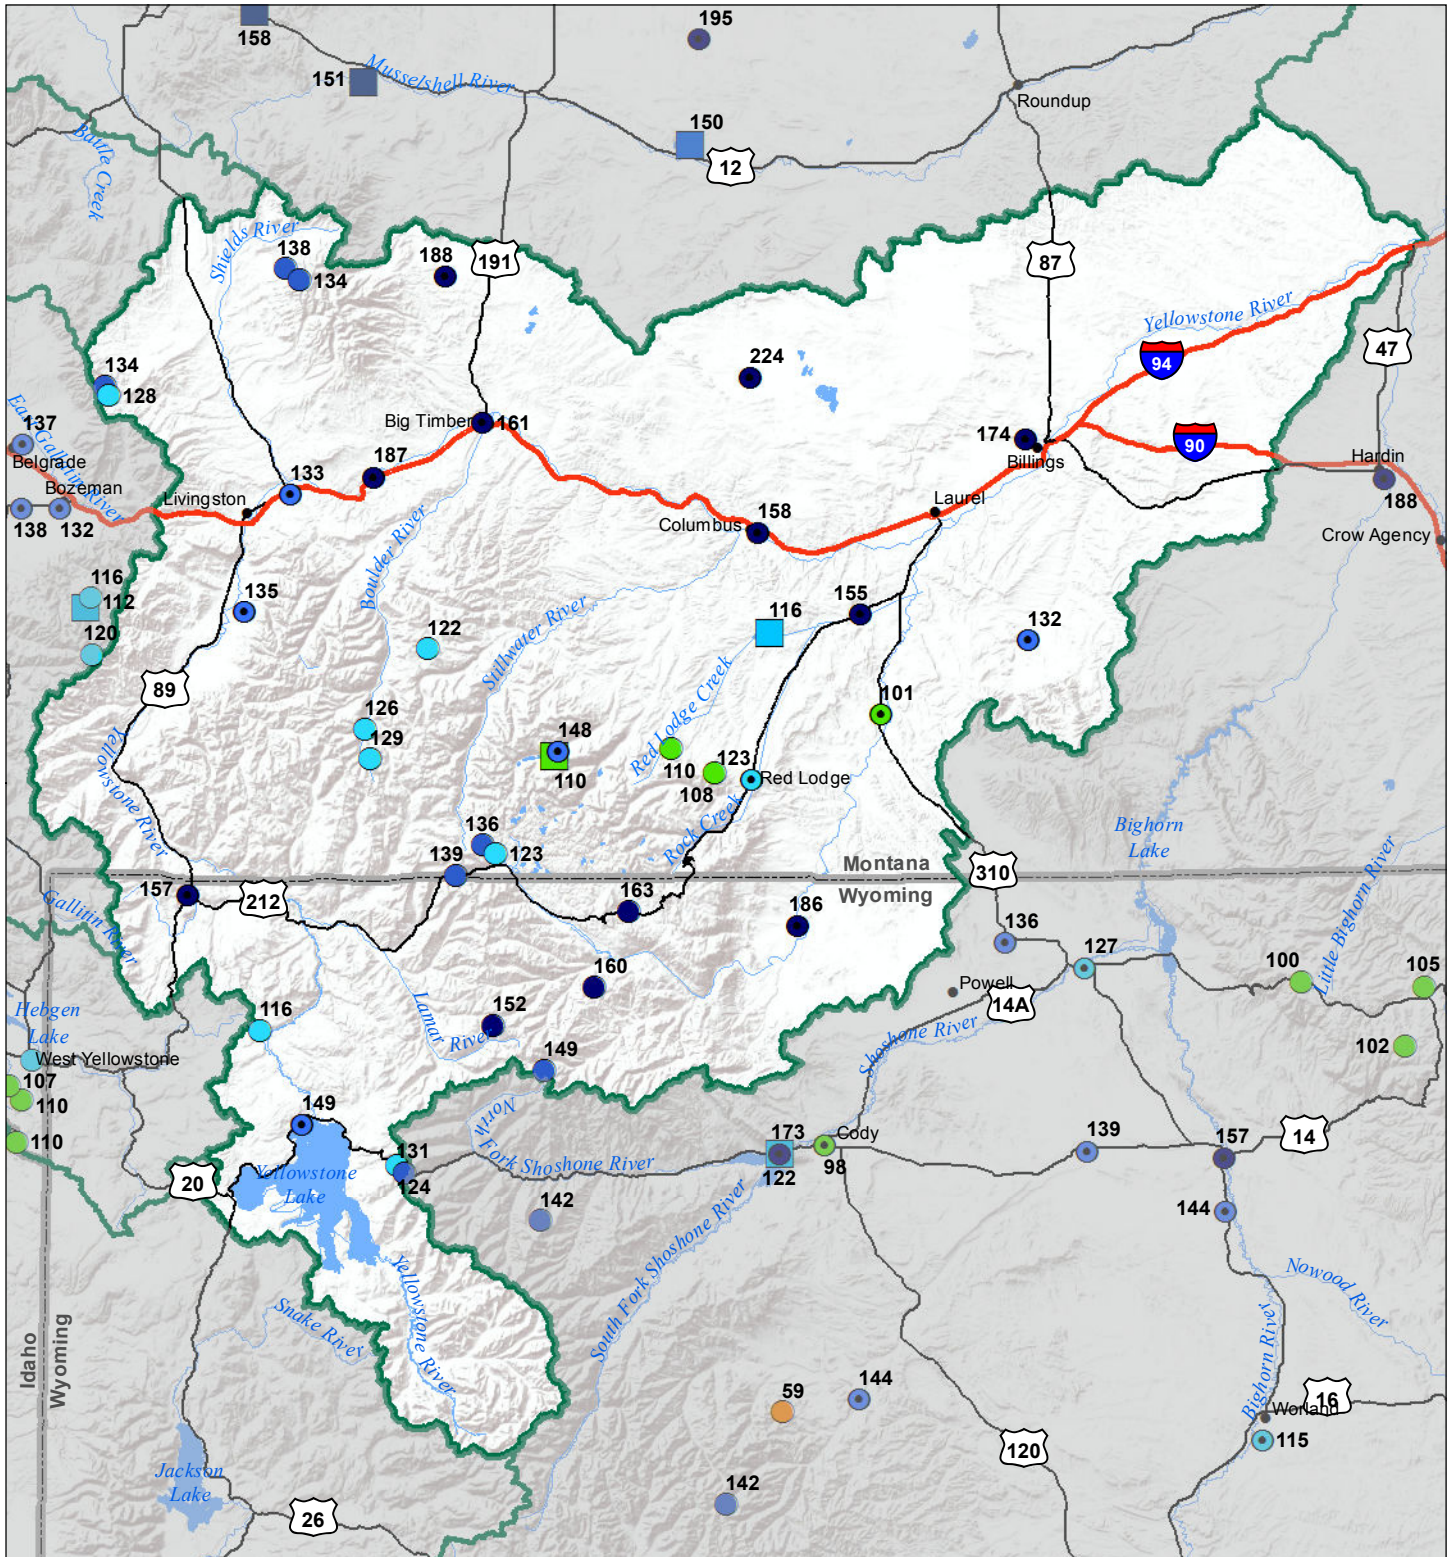 158
195
151
Musselshell River
Roundup
150
12
Battle Creek
Shields River
138
134
188
191
87
Yellowstone River
47
94
134
128
224
East Gallitin River
137
Belgrade
Big Timber
161
174
Billings
90
Hardin
188
187
133
Bozeman
Livingston
138
132
Columbus
158
Laurel
Crow Agency
Boulder River
116
112
135
120
122
Stillwater River
116
155
132
89
101
Red Lodge Creek
126
129
148
110
110
108
123
Red Lodge
Yellowstone River
136
123
Rock Creek
139
Montana
Wyoming
310
Bighorn
Lake
Little Bighorn River
157
212
163
186
Gallitin River
136
127
100
105
160
Powell
14A
116
Lamar River
152
Hebgen
Lake
West Yellowstone
149
Shoshone River
102
107
110
110
149
North
Fork Shoshone River
131
124
173
122
Cody
98
139
157
14
20
Yellowstone
Lake
142
144
South Fork Shoshone River
Yellowstone River
Snake River
Nowood River
Bighorn River
Idaho
Wyoming
59
144
16
Worland
115
120
Jackson
Lake
142
26